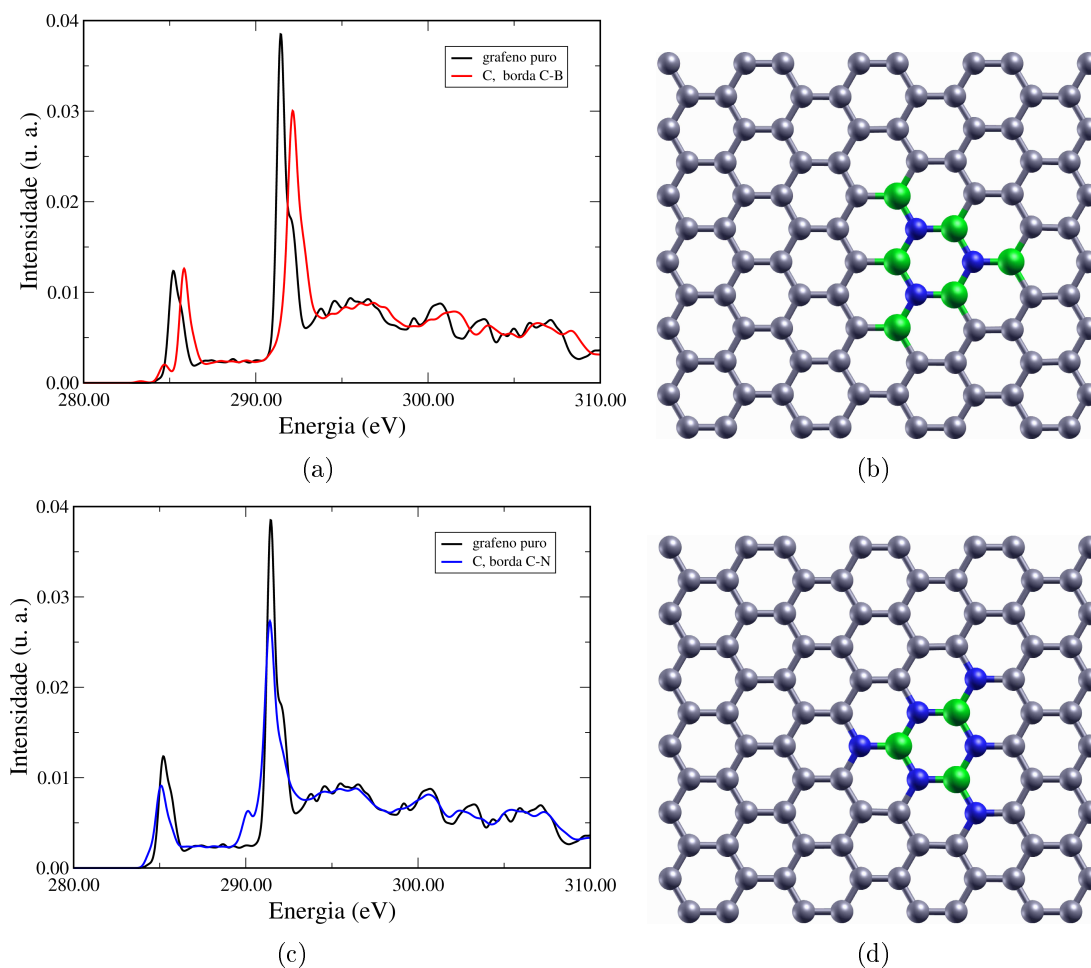 0.04
grafeno puro
C, borda C-B
0.03
0.02
0.01
0.00
Intensidade (u. a.)
280.00 290.00 300.00 310.00
Energia (eV)
(a)
(b)
0.04
grafeno puro
C, borda C-N
0.03
0.02
0.01
0.00
Intensidade (u. a.)
280.00 290.00 300.00 310.00
Energia (eV)
(c)
(d)